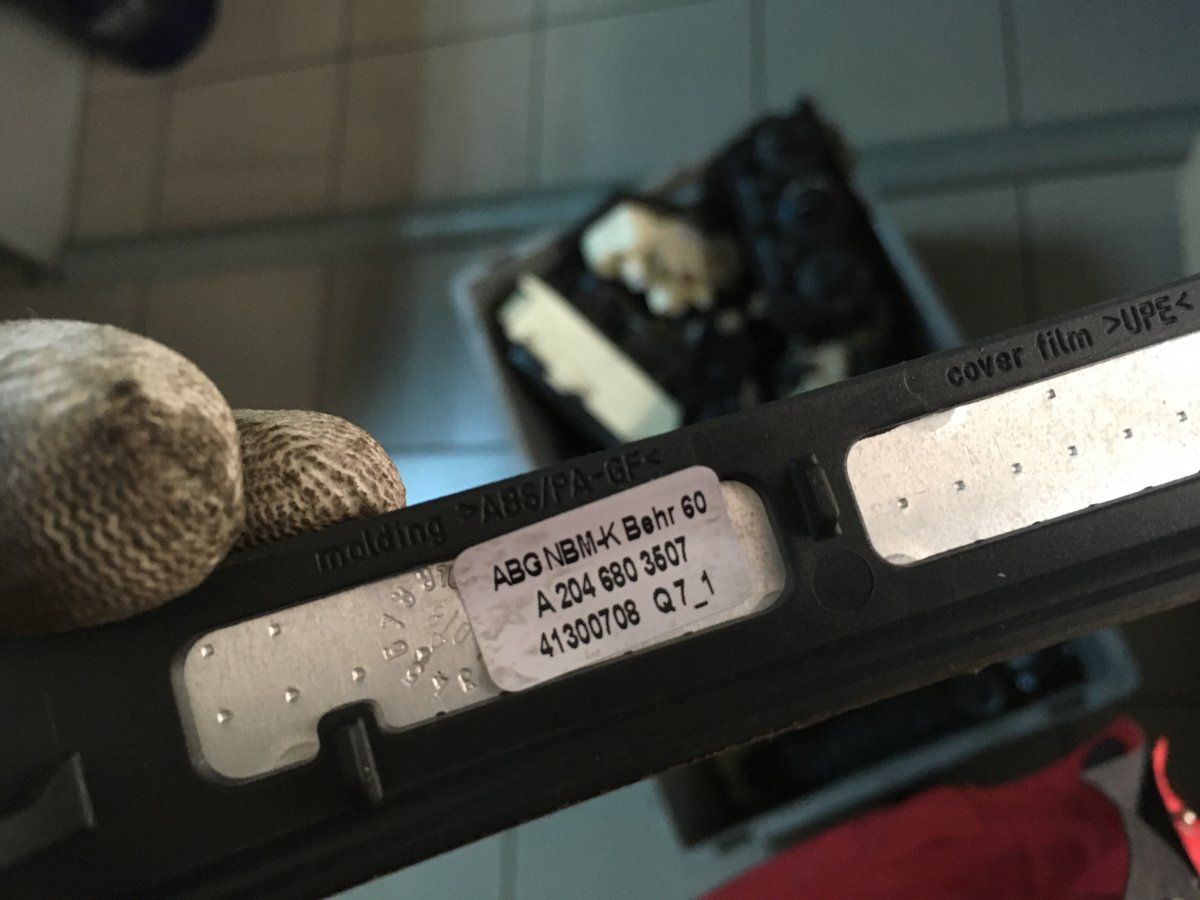 cover film >UPE<
molding >ABS/PA-GF<
ABG NBM-K Behr 60
A 204 680 3507
41300708 Q7_1